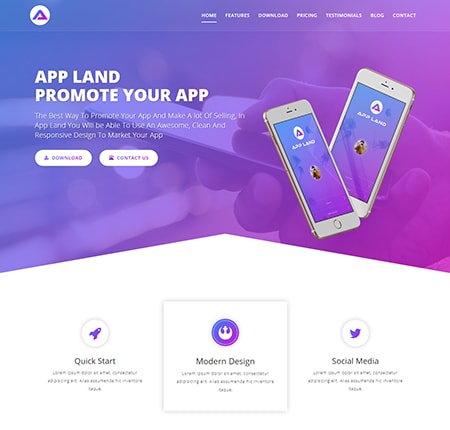 HOME FEATURES DOWNLOAD PRICING TESTIMONIALS BLOG CONTACT
APP LAND
PROMOTE YOUR APP
The Best Way To Promote Your App And Make A lot Of Selling, In
App Land You Will be Able To Use An Awesome, Clean And
Responsive Design To Market Your App
DOWNLOAD CONTACT US
APP LAND
APP LAND
Quick Start
Lorem ipsum dolor sit amet, consectetur
adipisicing elit. Alias assumenda hic inventore
tempore.
Modern Design
Lorem ipsum dolor sit amet, consectetur
adipisicing elit. Alias assumenda hic inventore
Social Media
Lorem ipsum dolor sit amet, consectetur
adipisicing elit. Alias assumenda hic inventore